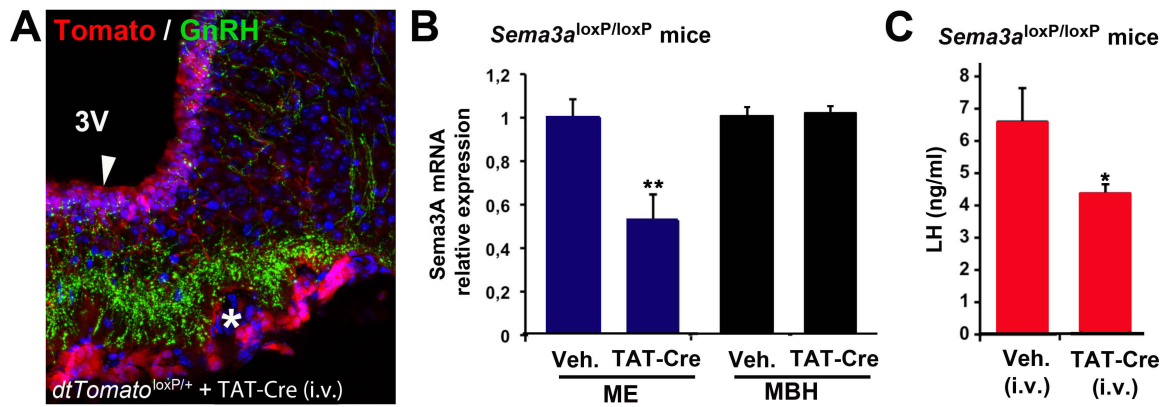 A
Tomato / GnRH
3V
*
dtTomato loxP/+ + TAT-Cre (i.v.)
B
Sema3a loxP/loxP mice
Sema3A mRNA
relative expression
1,2
1
0,8
0,6
0,4
0,2
0
**
Veh. TAT-Cre Veh. TAT-Cre
ME MBH
C
Sema3a loxP/loxP mice
LH (ng/ml)
9
8
7
6
5
4
3
2
1
0
*
Veh. TAT-Cre
(i.v.) (i.v.)